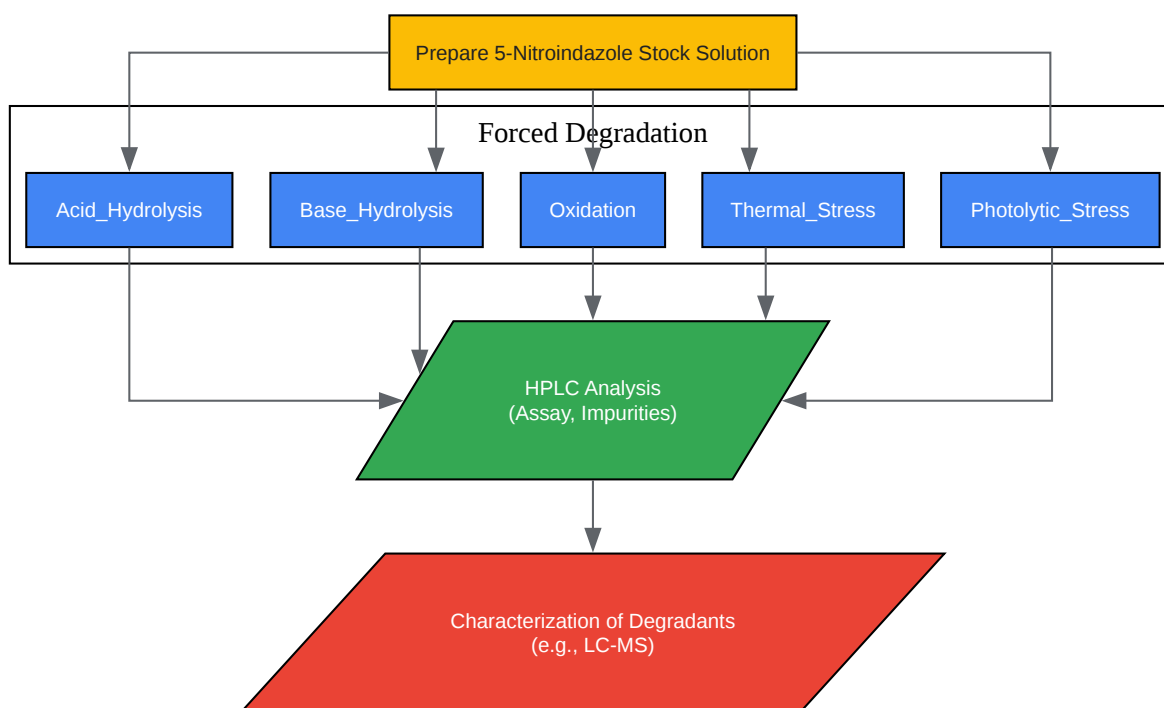 Prepare 5-Nitroindazole Stock Solution
Forced Degradation
Acid_Hydrolysis
Base_Hydrolysis
Oxidation
Thermal_Stress
Photolytic_Stress
HPLC Analysis
(Assay, Impurities)
Characterization of Degradants
(e.g., LC-MS)